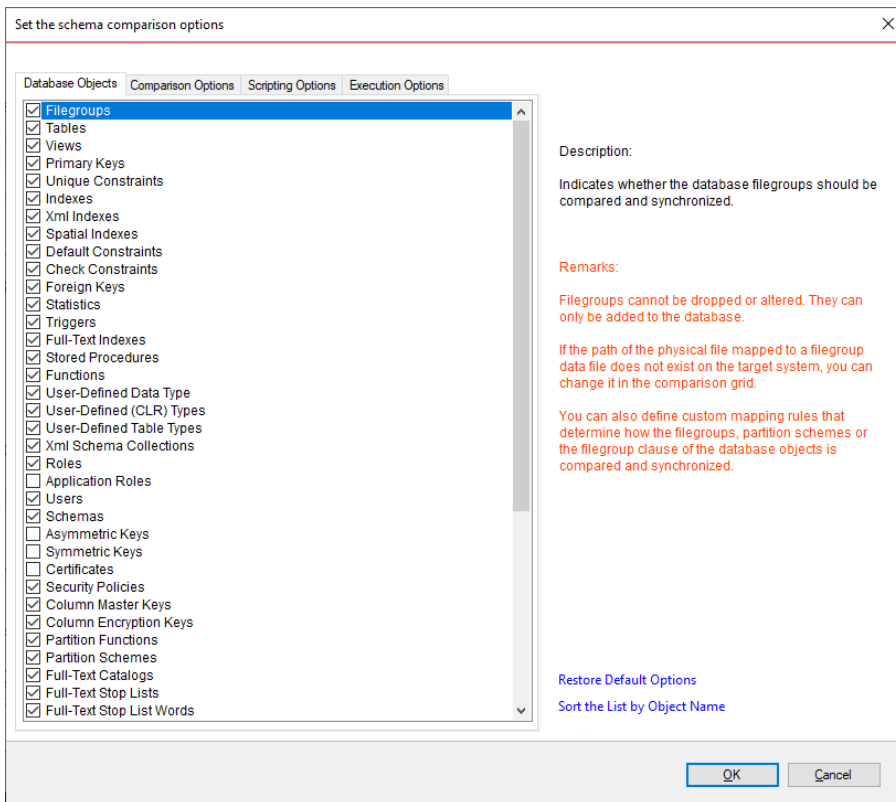 Set the schema comparison options
Database Objects
Comparison Options
Scripting Options
Execution Options
Filegroups
Tables
Views
Primary Keys
Unique Constraints
Indexes
Xml Indexes
Spatial Indexes
Default Constraints
Check Constraints
Foreign Keys
Statistics
Triggers
Full-Text Indexes
Stored Procedures
Functions
User-Defined Data Type
User-Defined (CLR) Types
User-Defined Table Types
Xml Schema Collections
Roles
Application Roles
Users
Schemas
Asymmetric Keys
Symmetric Keys
Certificates
Security Policies
Column Master Keys
Column Encryption Keys
Partition Functions
Partition Schemes
Full-Text Catalogs
Full-Text Stop Lists
Full-Text Stop List Words
Description:
Indicates whether the database filegroups should be
compared and synchronized.
Remarks:
Filegroups cannot be dropped or altered. They can
only be added to the database.
If the path of the physical file mapped to a filegroup
data file does not exist on the target system, you can
change it in the comparison grid.
You can also define custom mapping rules that
determine how the filegroups, partition schemes or
the filegroup clause of the database objects is
compared and synchronized.
Restore Default Options
Sort the List by Object Name
OK
Cancel